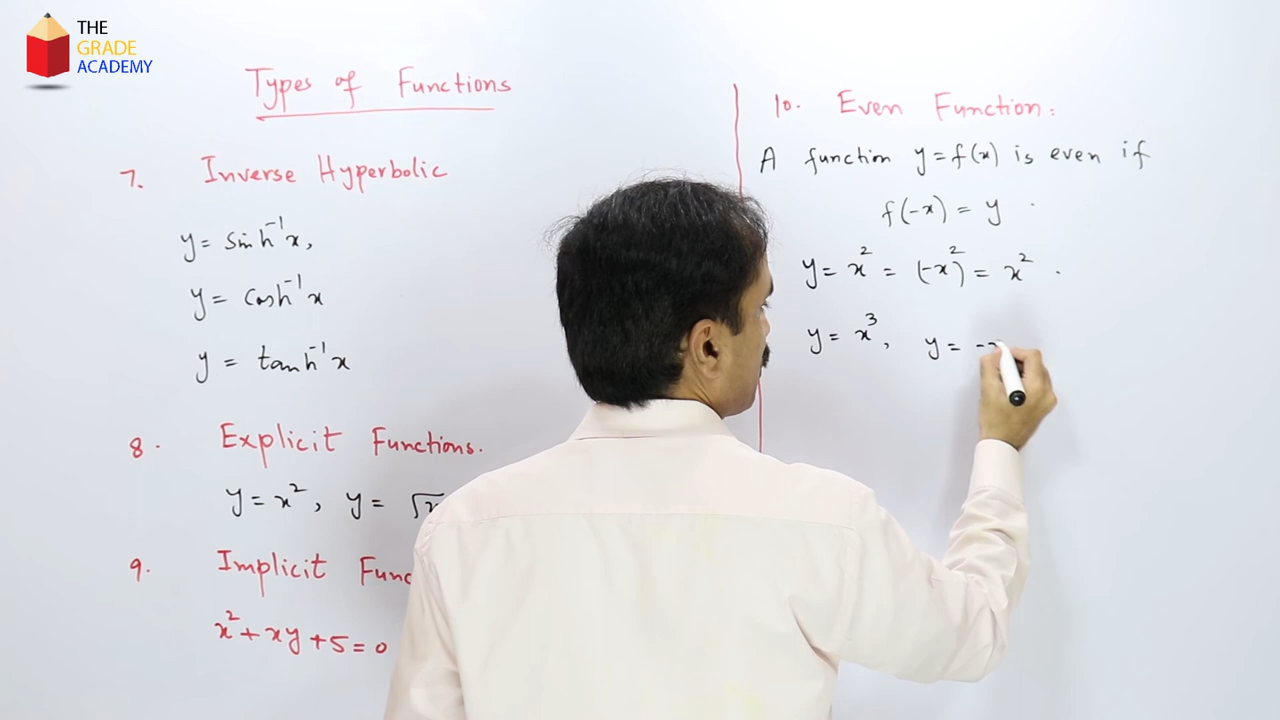 THE
GRADE
ACADEMY
Types of Functions
7. Inverse Hyperbolic
y = sinh⁻¹x,
y = cosh⁻¹x
y = tanh⁻¹x
8. Explicit Functions.
y = x², y =
9. Implicit
x² + xy + 5 = 0
10. Even Function:
A function y = f(x) is even if
f(-x) = y .
y = x² = (-x)² = x² .
y = x³, y = -x